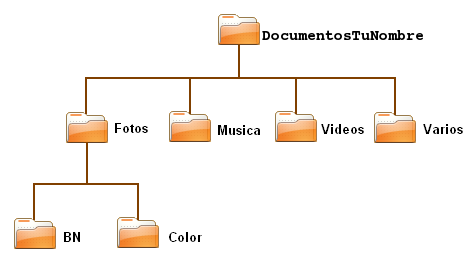 DocumentosTuNombre
Fotos
Musica
Videos
Varios
BN
Color